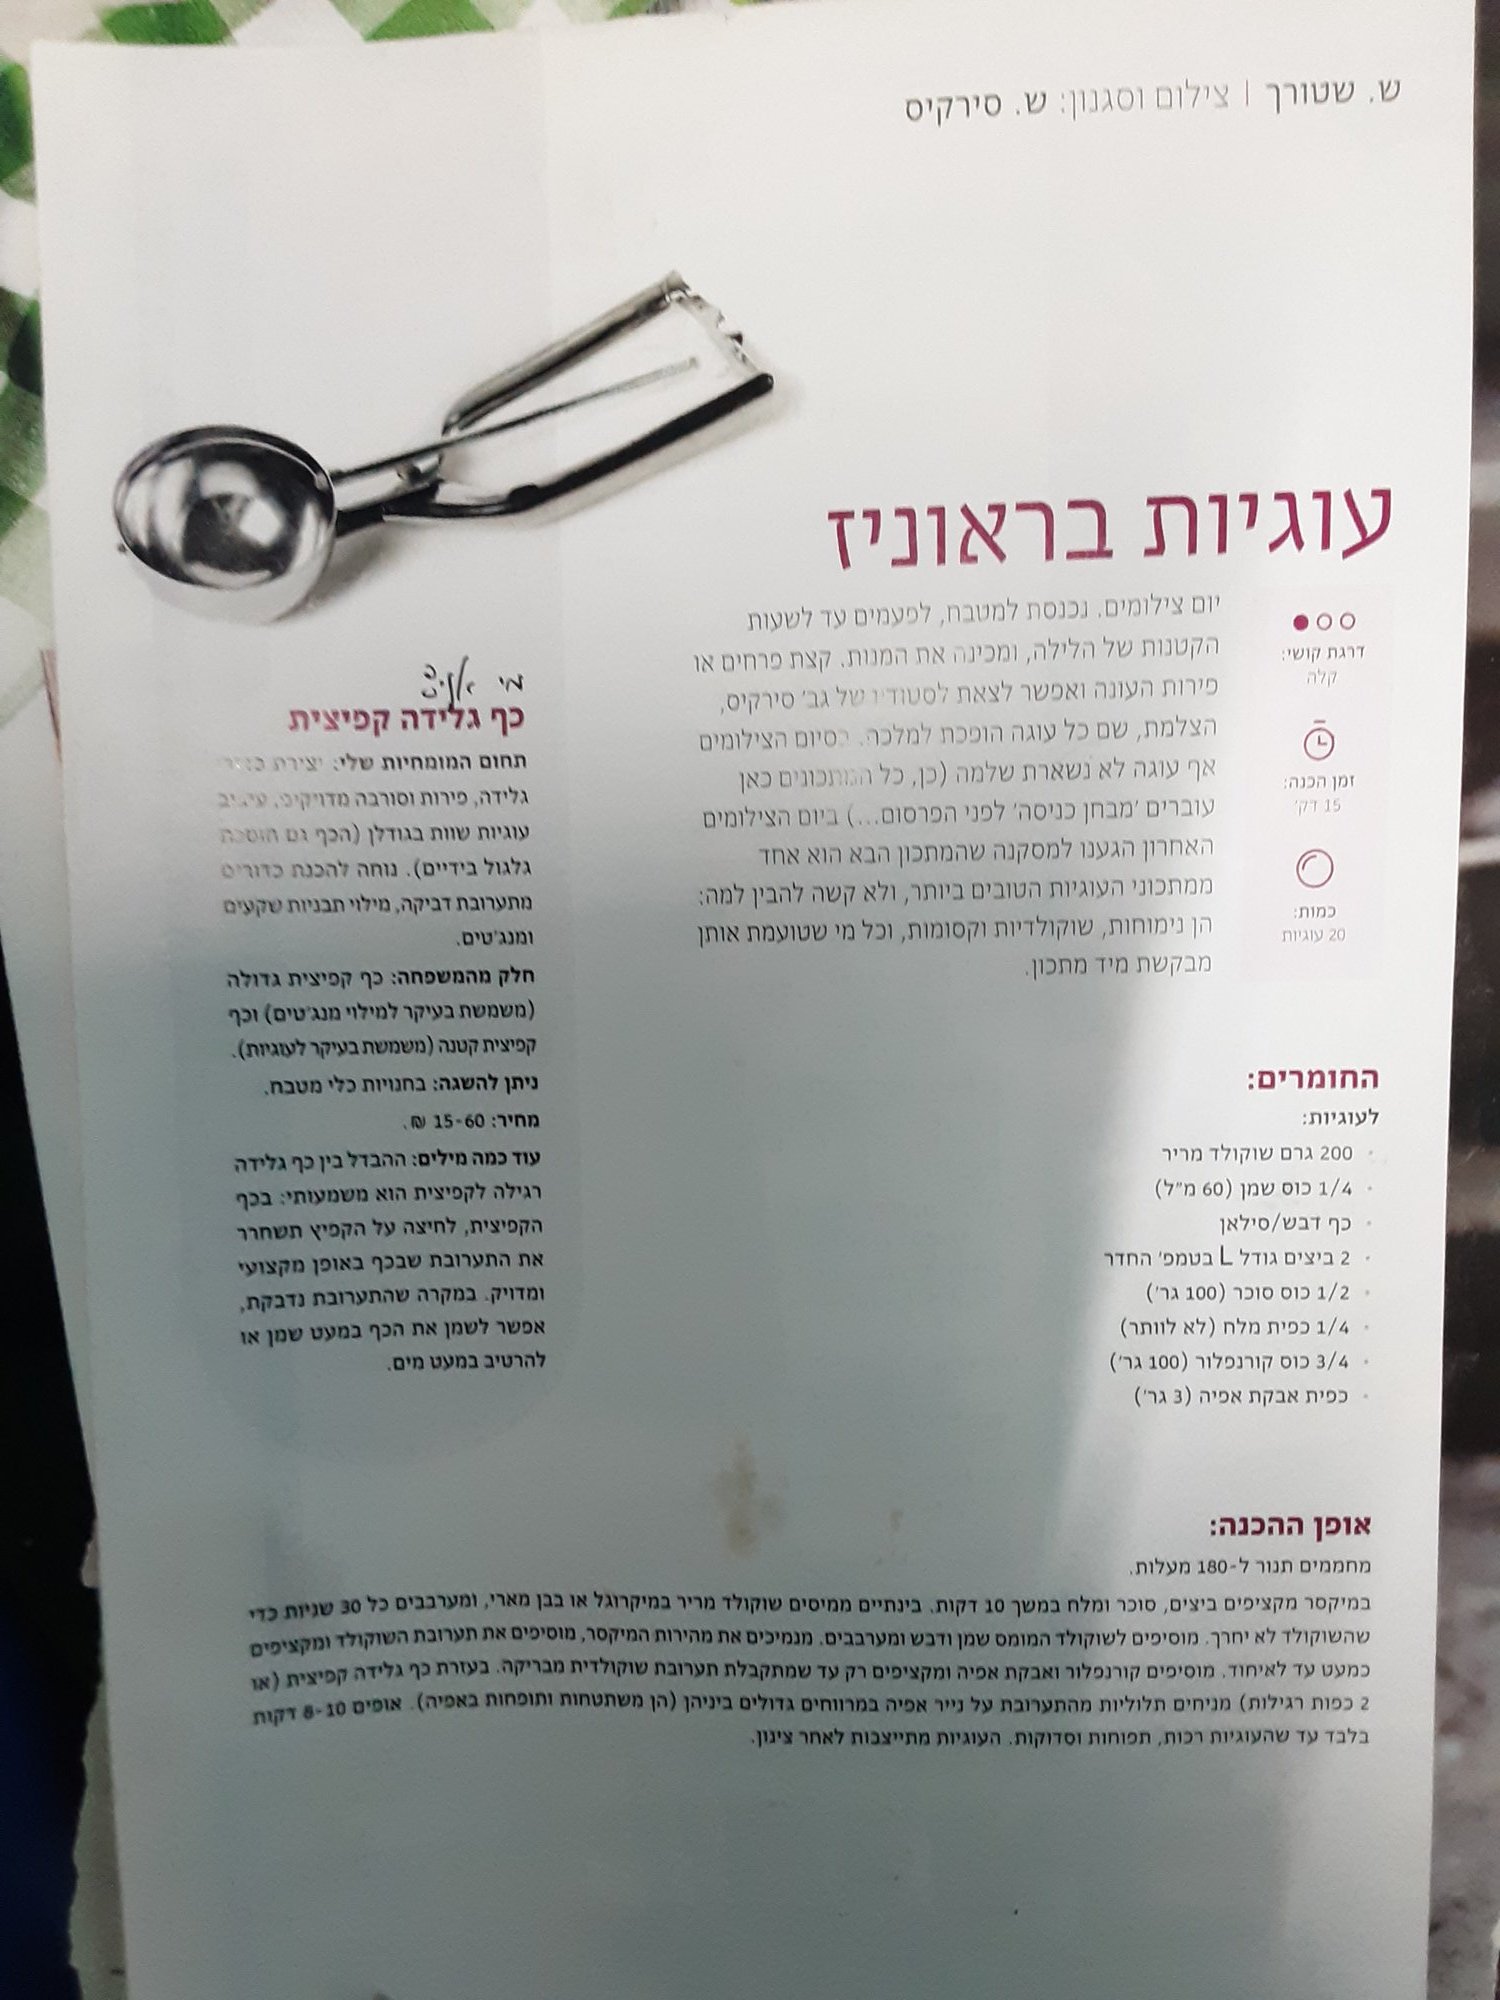 ש. שטורך | צילום וסגנון: ש. סירקיס
עוגיות בראוניז
דרגת קושי:
קלה
זמן הכנה:
15 דק׳
כמות:
20 עוגיות
יום צילומים. נכנסת למטבח, לפעמים עד לשעות
הקטנות של הלילה, ומכינה את המנות. קצת פרחים או
פירות העונה ואפשר לצאת לסטודיו של גב׳ סירקיס,
הצלמת, שם כל עוגה הופכת למלכה. בסיום הצילומים
אף עוגה לא נשארת שלמה (כן, כל המתכונים כאן
עוברים ׳מבחן כניסה׳ לפני הפרסום...) ביום הצילומים
האחרון הגענו למסקנה שהמתכון הבא הוא אחד
ממתכוני העוגיות הטובים ביותר, ולא קשה להבין למה:
הן נימוחות, שוקולדיות וקסומות, וכל מי שטועמת אותן
מבקשת מיד מתכון.
החומרים:
לעוגיות:
• 200 גרם שוקולד מריר
• 1/4 כוס שמן (60 מ״ל)
• כף דבש/סילאן
• 2 ביצים גודל L בטמפ׳ החדר
• 1/2 כוס סוכר (100 גר׳)
• 1/4 כפית מלח (לא לוותר)
• 3/4 כוס קורנפלור (100 גר׳)
• כפית אבקת אפיה (3 גר׳)
מי אני?
כף גלידה קפיצית
תחום המומחיות שלי: יצירת כדורי
גלידה, פירות וסורבה מדויקים, עיצוב
עוגיות שוות בגודלן (הכף גם חוסכת
גלגול בידיים). נוחה להכנת כדורים
מתערובת דביקה, מילוי תבניות שקעים
ומנג׳טים.
חלק מהמשפחה: כף קפיצית גדולה
(משמשת בעיקר למילוי מנג׳טים) וכף
קפיצית קטנה (משמשת בעיקר לעוגיות).
ניתן להשגה: בחנויות כלי מטבח.
מחיר: 15-60 ₪.
עוד כמה מילים: ההבדל בין כף גלידה
רגילה לקפיצית הוא משמעותי: בכף
הקפיצית, לחיצה על הקפיץ תשחרר
את התערובת שבכף באופן מקצועי
ומדויק. במקרה שהתערובת נדבקת,
אפשר לשמן את הכף במעט שמן או
להרטיב במעט מים.
אופן ההכנה:
מחממים תנור ל-180 מעלות.
במיקסר מקציפים ביצים, סוכר ומלח במשך 10 דקות. בינתיים ממיסים שוקולד מריר במיקרוגל או בבן מארי, ומערבבים כל 30 שניות כדי
שהשוקולד לא יחרך. מוסיפים לשוקולד המומס שמן ודבש ומערבבים. מנמיכים את מהירות המיקסר, מוסיפים את תערובת השוקולד ומקציפים
כמעט עד לאיחוד. מוסיפים קורנפלור ואבקת אפיה ומקציפים רק עד שמתקבלת תערובת שוקולדית מבריקה. בעזרת כף גלידה קפיצית (או
2 כפות רגילות) מניחים תלוליות מהתערובת על נייר אפיה במרווחים גדולים ביניהן (הן משתטחות ותופחות באפיה). אופים 8-10 דקות
בלבד עד שהעוגיות רכות, תפוחות וסדוקות. העוגיות מתייצבות לאחר צינון.